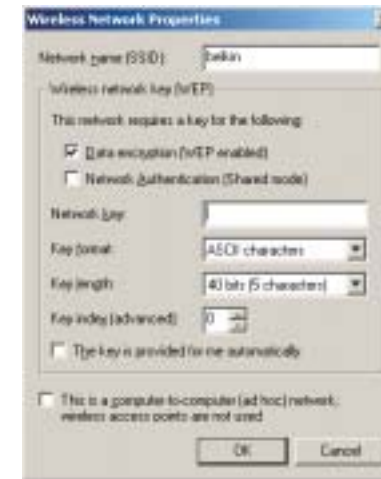 Wireless Network Properties
Network name (SSID): belkin
Wireless network key (WEP)
This network requires a key for the following:
Data encryption (WEP enabled)
Network Authentication (Shared mode)
Network key:
Key format: ASCII characters
Key length: 40 bits (5 characters)
Key index (advanced): 0
The key is provided for me automatically
This is a computer-to-computer (ad hoc) network;
wireless access points are not used
OK Cancel